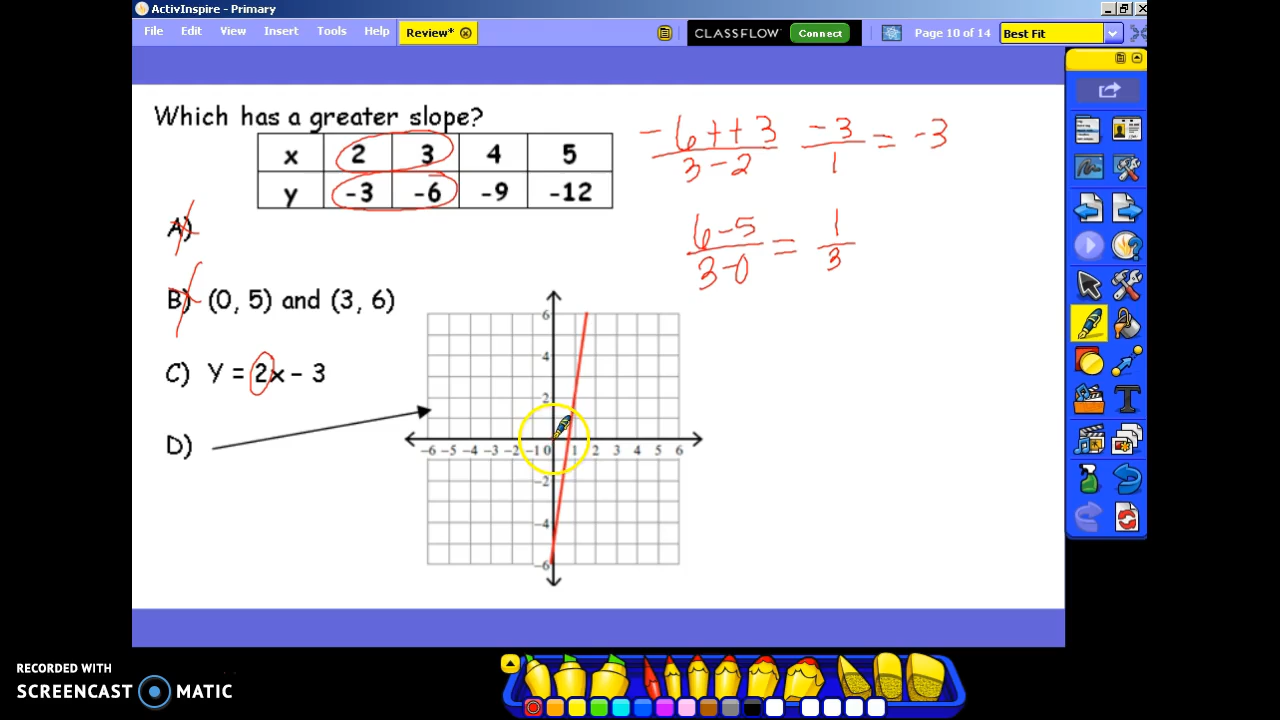 ActivInspire - Primary
File Edit View Insert Tools Help Review* CLASSFLOW Connect Page 10 of 14 Best Fit
Which has a greater slope?
x 2 3 4 5
y -3 -6 -9 -12
-6 + +3 / 3 - 2 -3 / 1 = -3
A)
6 - 5 / 3 - 0 = 1 / 3
B) (0, 5) and (3, 6)
C) Y = 2x - 3
D)
6
4
2
-6 -5 -4 -3 -2 -1 0 1 2 3 4 5 6
-2
-4
-6
RECORDED WITH
SCREENCAST MATIC